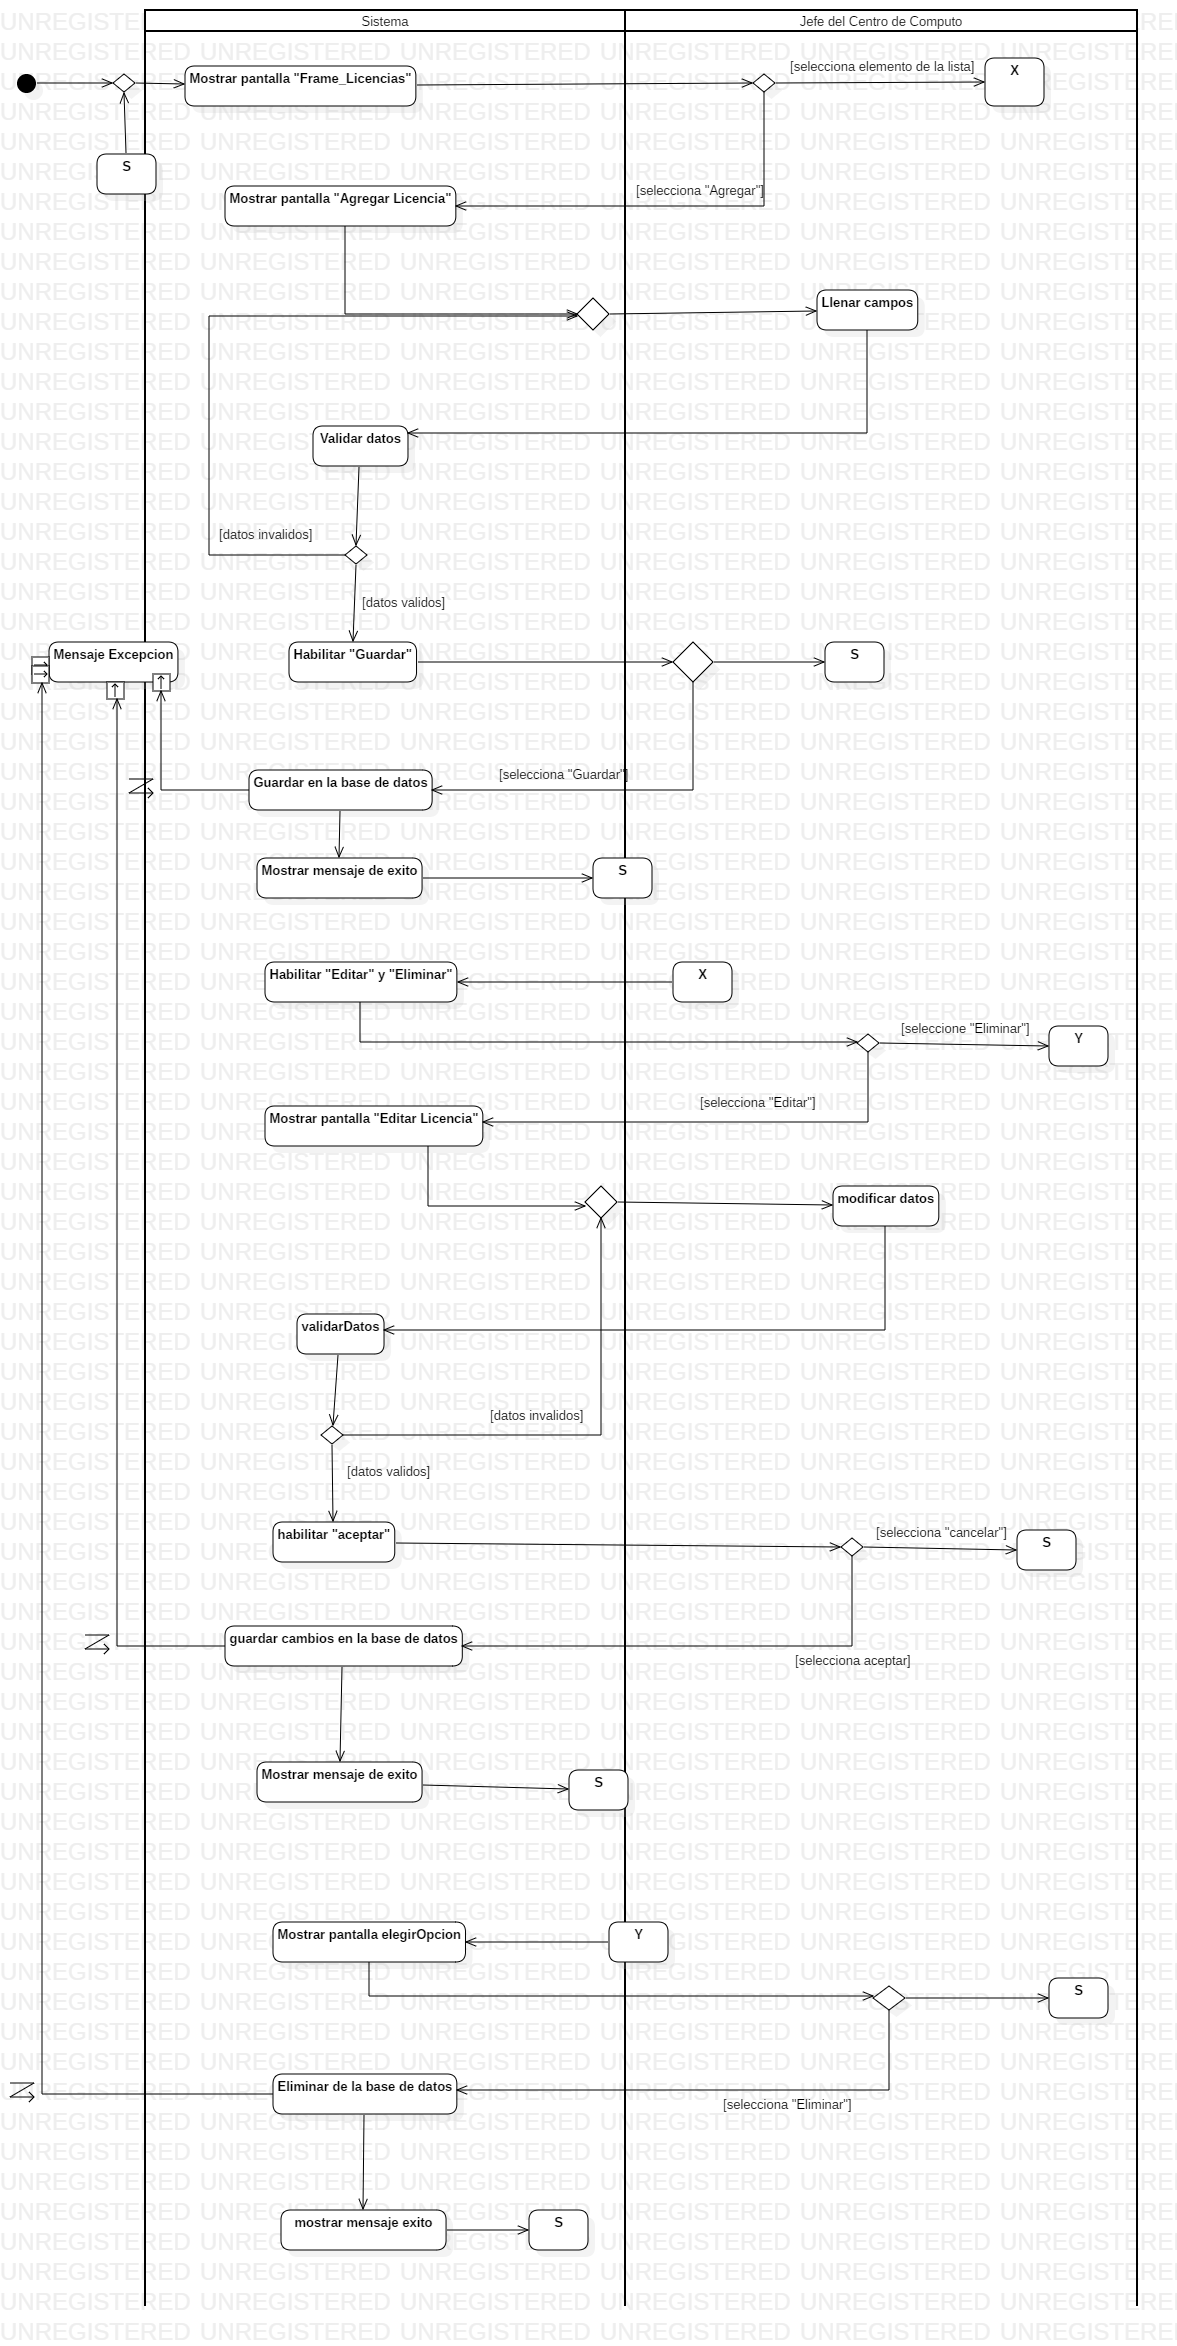 Sistema
Jefe del Centro de Computo
Mostrar pantalla "Frame_Licencias"
[selecciona elemento de la lista]
X
S
Mostrar pantalla "Agregar Licencia"
[selecciona "Agregar"]
Llenar campos
Validar datos
[datos invalidos]
[datos validos]
Mensaje Excepcion
Habilitar "Guardar"
S
[selecciona "Guardar"]
Guardar en la base de datos
Mostrar mensaje de exito
S
Habilitar "Editar" y "Eliminar"
X
[seleccione "Eliminar"]
Y
[selecciona "Editar"]
Mostrar pantalla "Editar Licencia"
modificar datos
validarDatos
[datos invalidos]
[datos validos]
habilitar "aceptar"
[selecciona "cancelar"]
S
guardar cambios en la base de datos
[selecciona aceptar]
Mostrar mensaje de exito
S
Mostrar pantalla elegirOpcion
Y
S
Eliminar de la base de datos
[selecciona "Eliminar"]
mostrar mensaje exito
S
UNREGISTERED